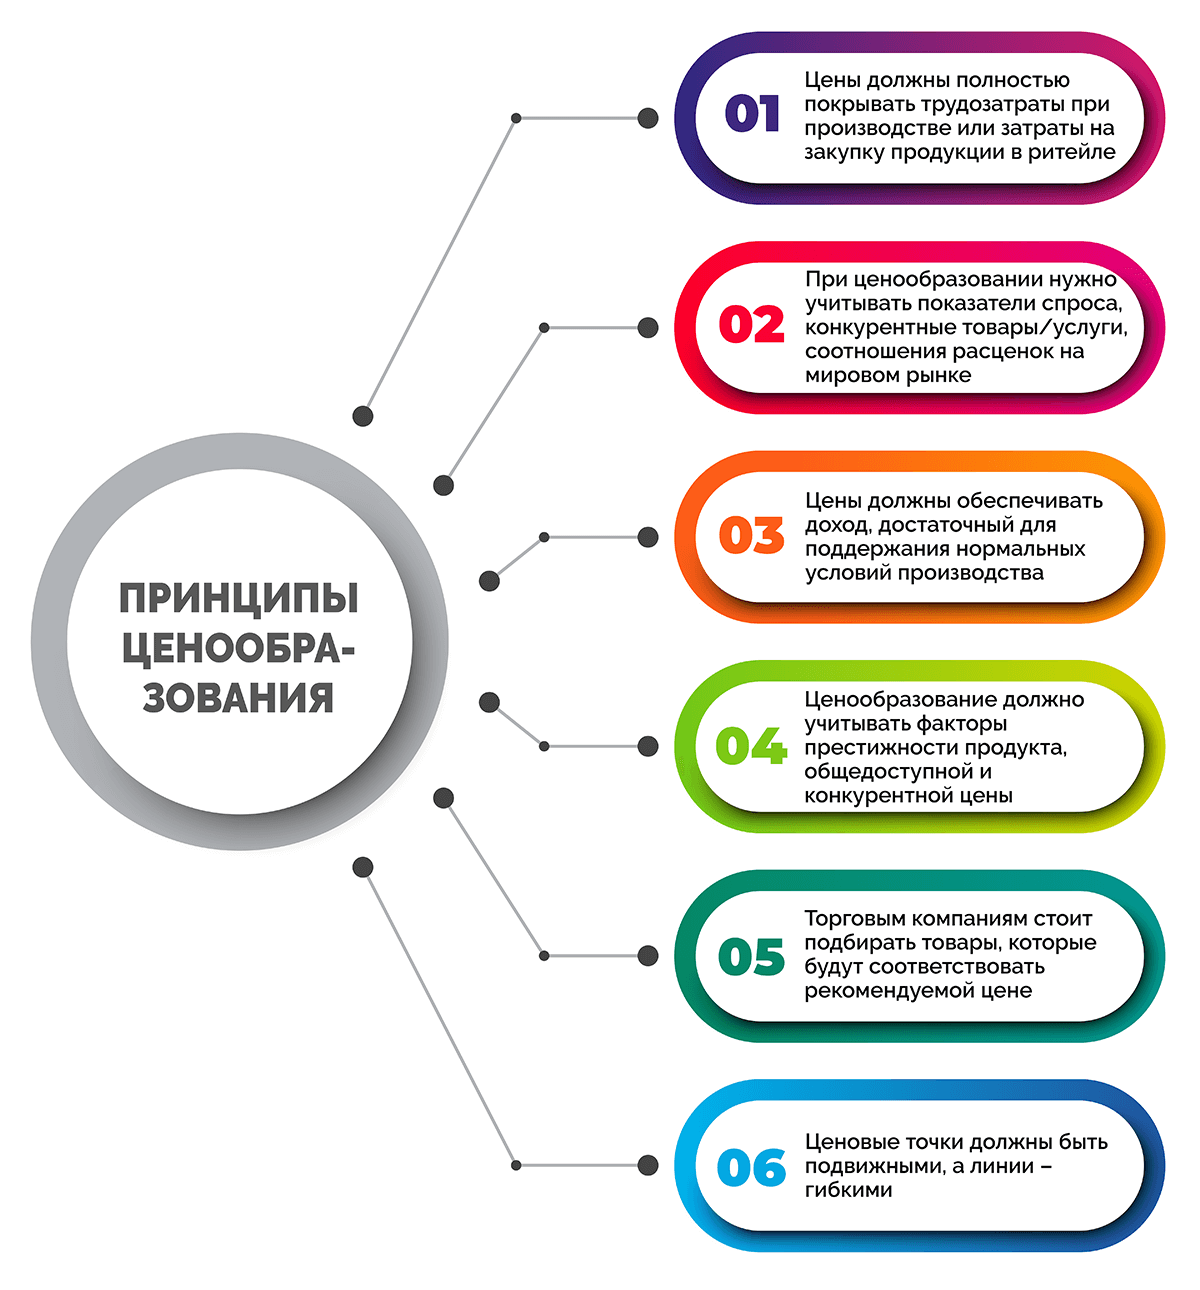 ПРИНЦИПЫ
ЦЕНООБРА-
ЗОВАНИЯ
01
Цены должны полностью
покрывать трудозатраты при
производстве или затраты на
закупку продукции в ритейле
02
При ценообразовании нужно
учитывать показатели спроса,
конкурентные товары/услуги,
соотношения расценок на
мировом рынке
03
Цены должны обеспечивать
доход, достаточный для
поддержания нормальных
условий производства
04
Ценообразование должно
учитывать факторы
престижности продукта,
общедоступной и
конкурентной цены
05
Торговым компаниям стоит
подбирать товары, которые
будут соответствовать
рекомендуемой цене
06
Ценовые точки должны быть
подвижными, а линии –
гибкими